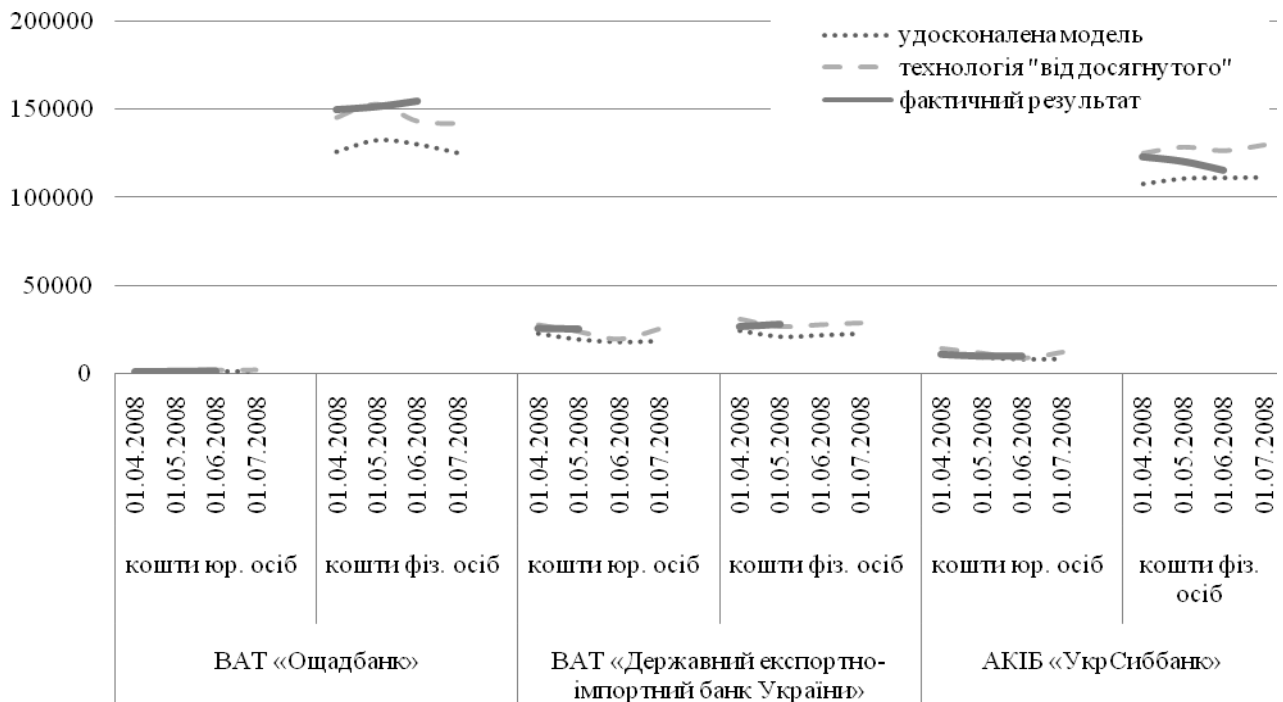 200000
150000
100000
50000
0
удосконалена модель
технологія "від досягнутого"
фактичний результат
01.04.2008
01.05.2008
01.06.2008
01.07.2008
01.04.2008
01.05.2008
01.06.2008
01.07.2008
01.04.2008
01.05.2008
01.06.2008
01.07.2008
01.04.2008
01.05.2008
01.06.2008
01.07.2008
01.04.2008
01.05.2008
01.06.2008
01.07.2008
01.04.2008
01.05.2008
01.06.2008
01.07.2008
кошти юр. осіб
кошти фіз. осіб
кошти юр. осіб
кошти фіз. осіб
кошти юр. осіб
кошти фіз.
осіб
ВАТ «Ощадбанк»
ВАТ «Державний експортно-
імпортний банк України»
АКІБ «УкрСиббанк»